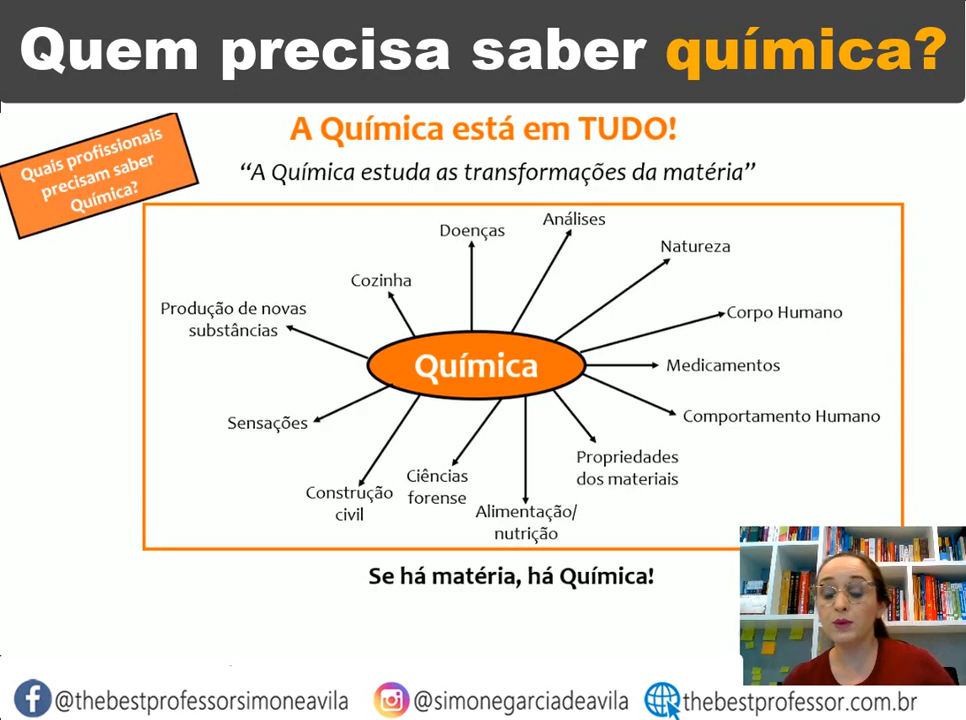 Quem precisa saber química?
A Química está em TUDO!
Quais profissionais
precisam saber
Química?
“A Química estuda as transformações da matéria”
Análises
Doenças
Natureza
Cozinha
Produção de novas
substâncias
Corpo Humano
Química
Medicamentos
Comportamento Humano
Sensações
Propriedades
dos materiais
Ciências
forense
Construção
civil
Alimentação/
nutrição
Se há matéria, há Química!
@thebestprofessorsimoneavila
@simonegarciadeavila
thebestprofessor.com.br